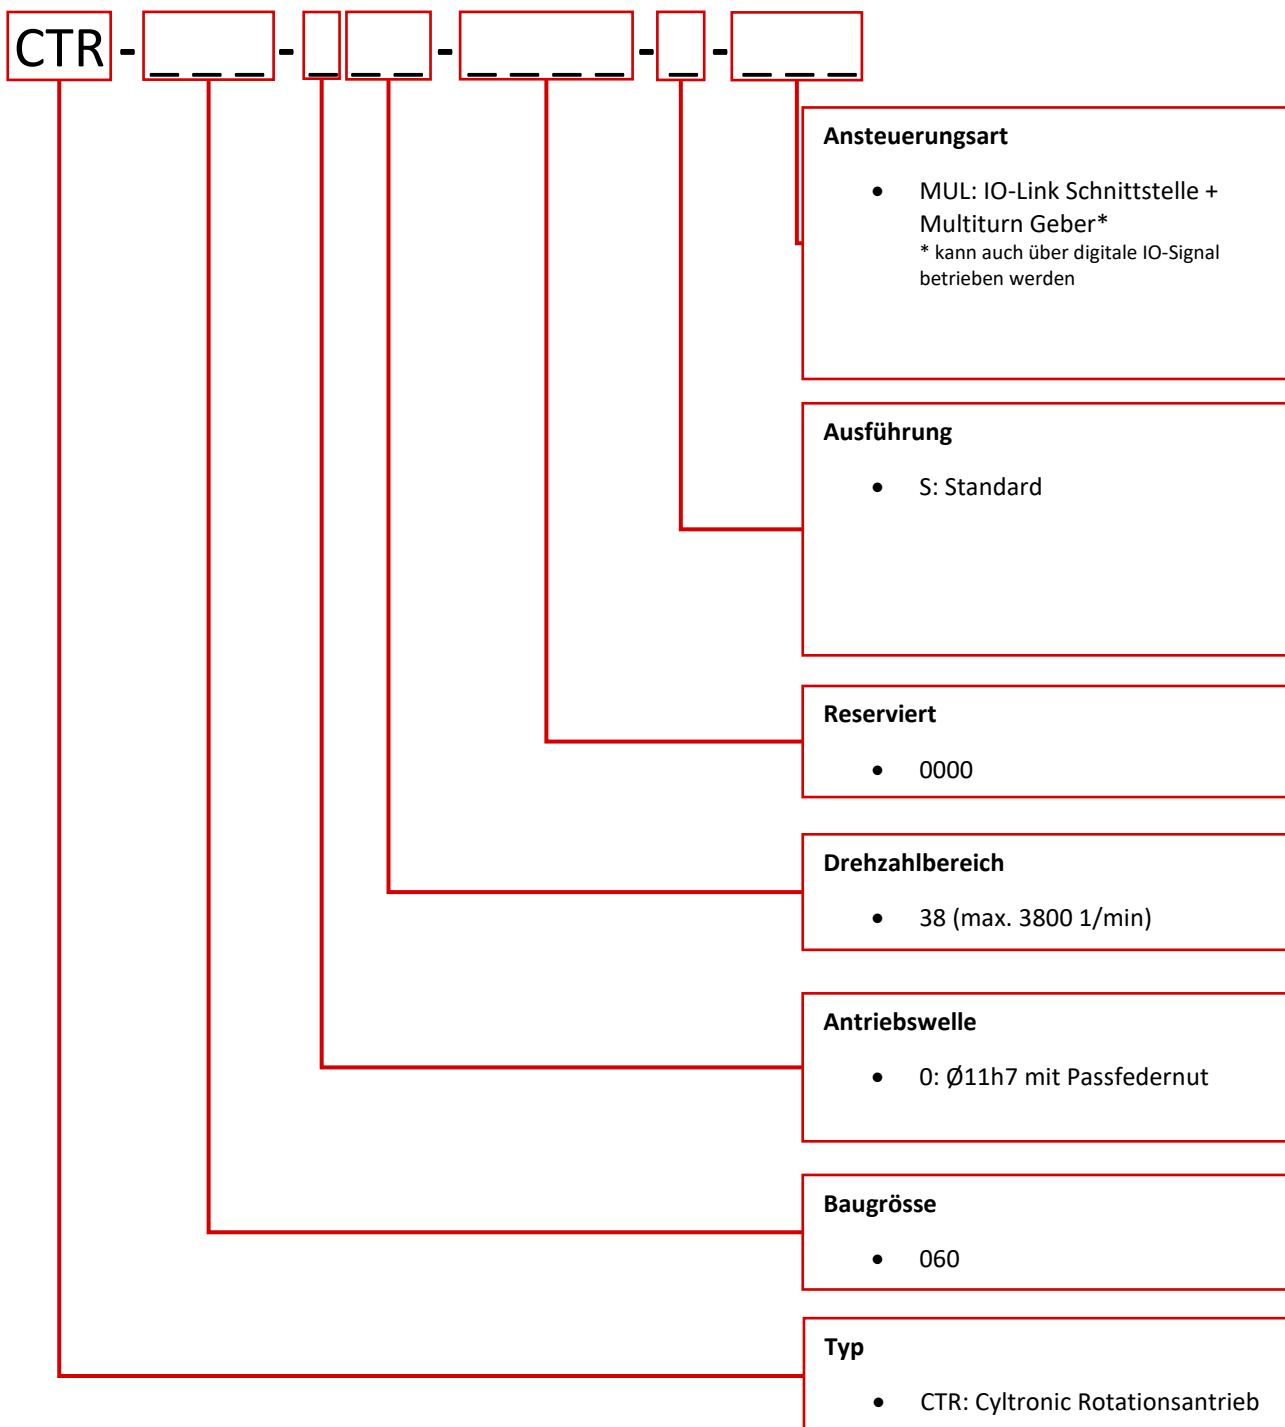 CTR - _ _ _ - _ _ _ - _ _ _ _ - _ - _ _ _
Ansteuerungsart
• MUL: IO-Link Schnittstelle +
Multiturn Geber*
* kann auch über digitale IO-Signal
betrieben werden
Ausführung
• S: Standard
Reserviert
• 0000
Drehzahlbereich
• 38 (max. 3800 1/min)
Antriebswelle
• 0: Ø11h7 mit Passfedernut
Baugrösse
• 060
Typ
• CTR: Cyltronic Rotationsantrieb